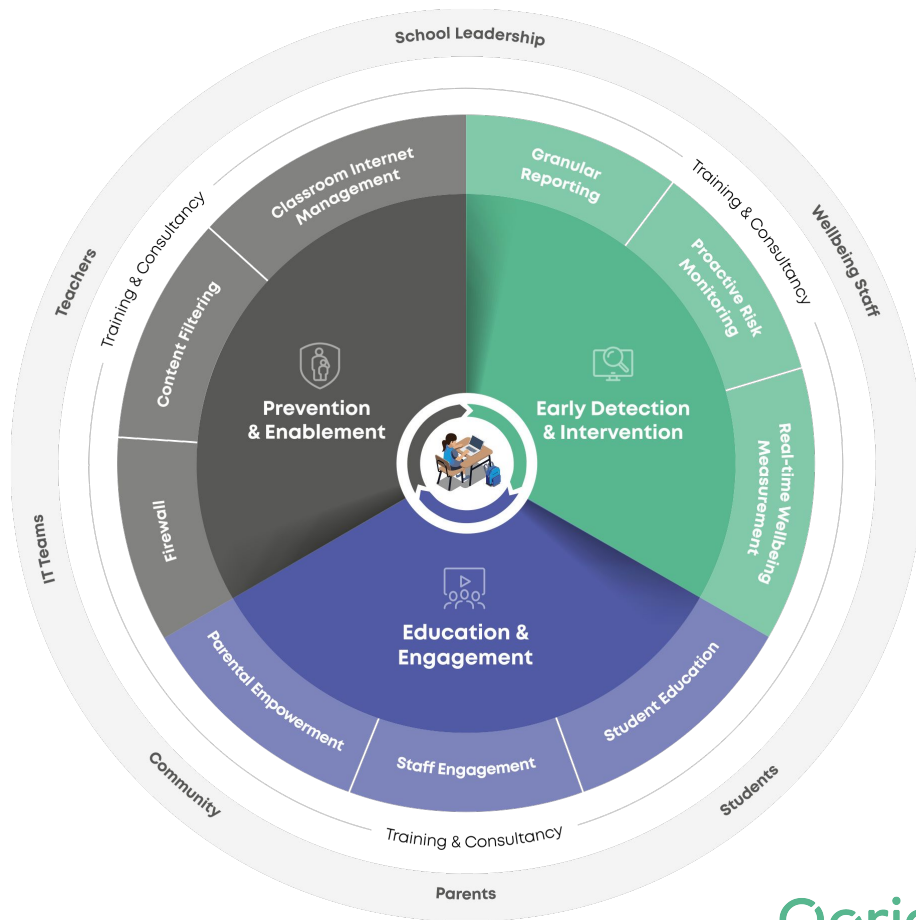 School Leadership
Training & Consultancy
Classroom Internet
Management
Granular
Reporting
Training & Consultancy
Wellbeing Staff
Teachers
Content Filtering
Proactive Risk
Monitoring
Prevention
& Enablement
Early Detection
& Intervention
Real-time Wellbeing
Measurement
Firewall
IT Teams
Education &
Engagement
Parental Empowerment
Staff Engagement
Student Education
Community
Training & Consultancy
Students
Parents